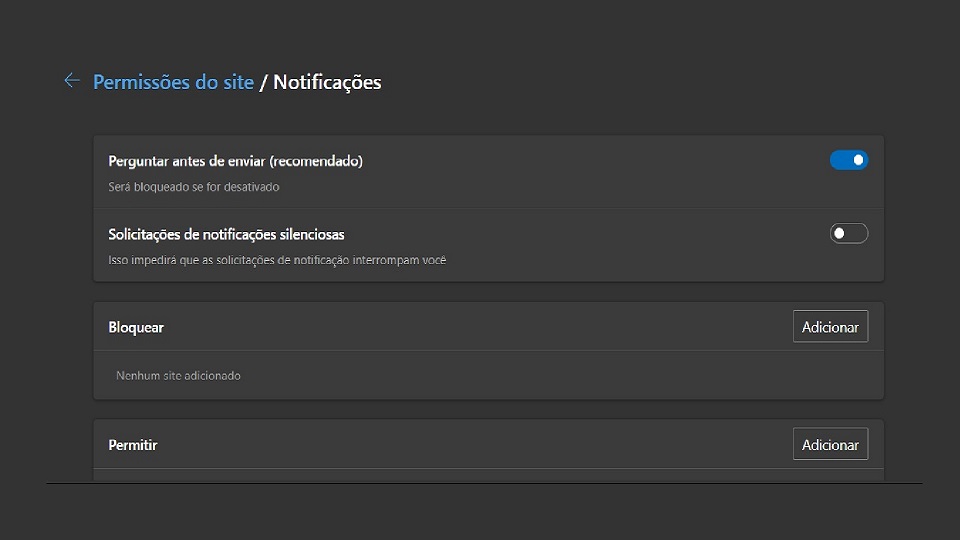 Permissões do site / Notificações
Perguntar antes de enviar (recomendado)
Será bloqueado se for desativado
Solicitações de notificações silenciosas
Isso impedirá que as solicitações de notificação interrompam você
Bloquear
Adicionar
Nenhum site adicionado
Permitir
Adicionar